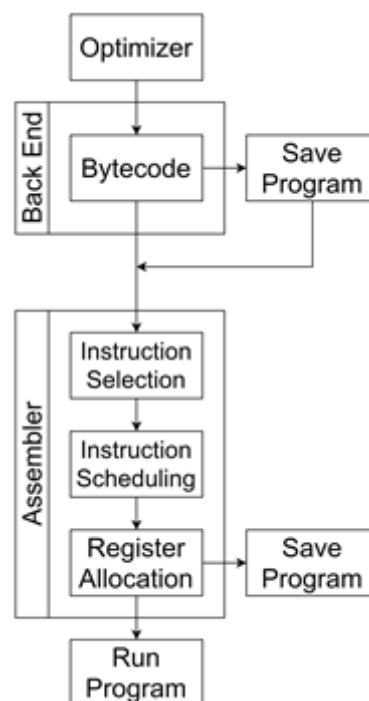 Optimizer
Back End
Bytecode
Save
Program
Assembler
Instruction
Selection
Instruction
Scheduling
Register
Allocation
Save
Program
Run
Program